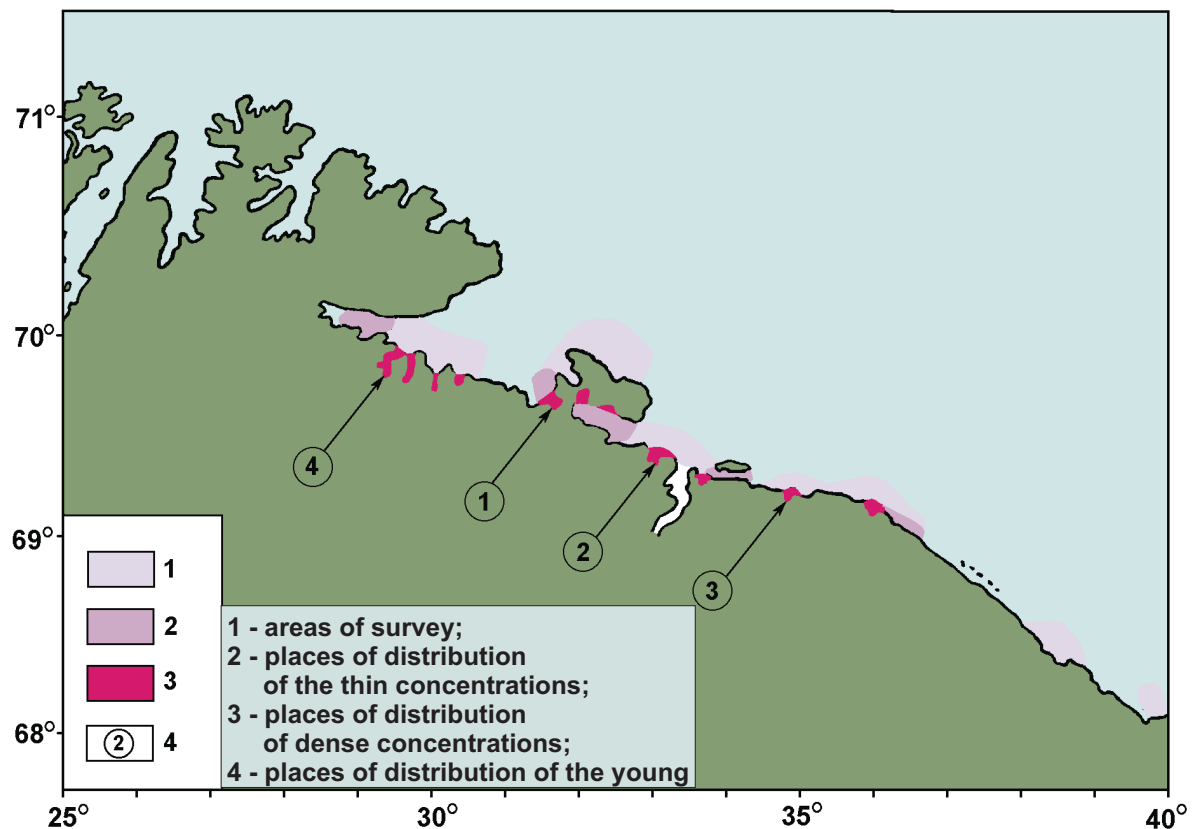 71°
70°
69°
68°
4
1
2
3
1
2
3
2 4
1 - areas of survey;
2 - places of distribution
of the thin concentrations;
3 - places of distribution
of dense concentrations;
4 - places of distribution of the young
25° 30° 35° 40°